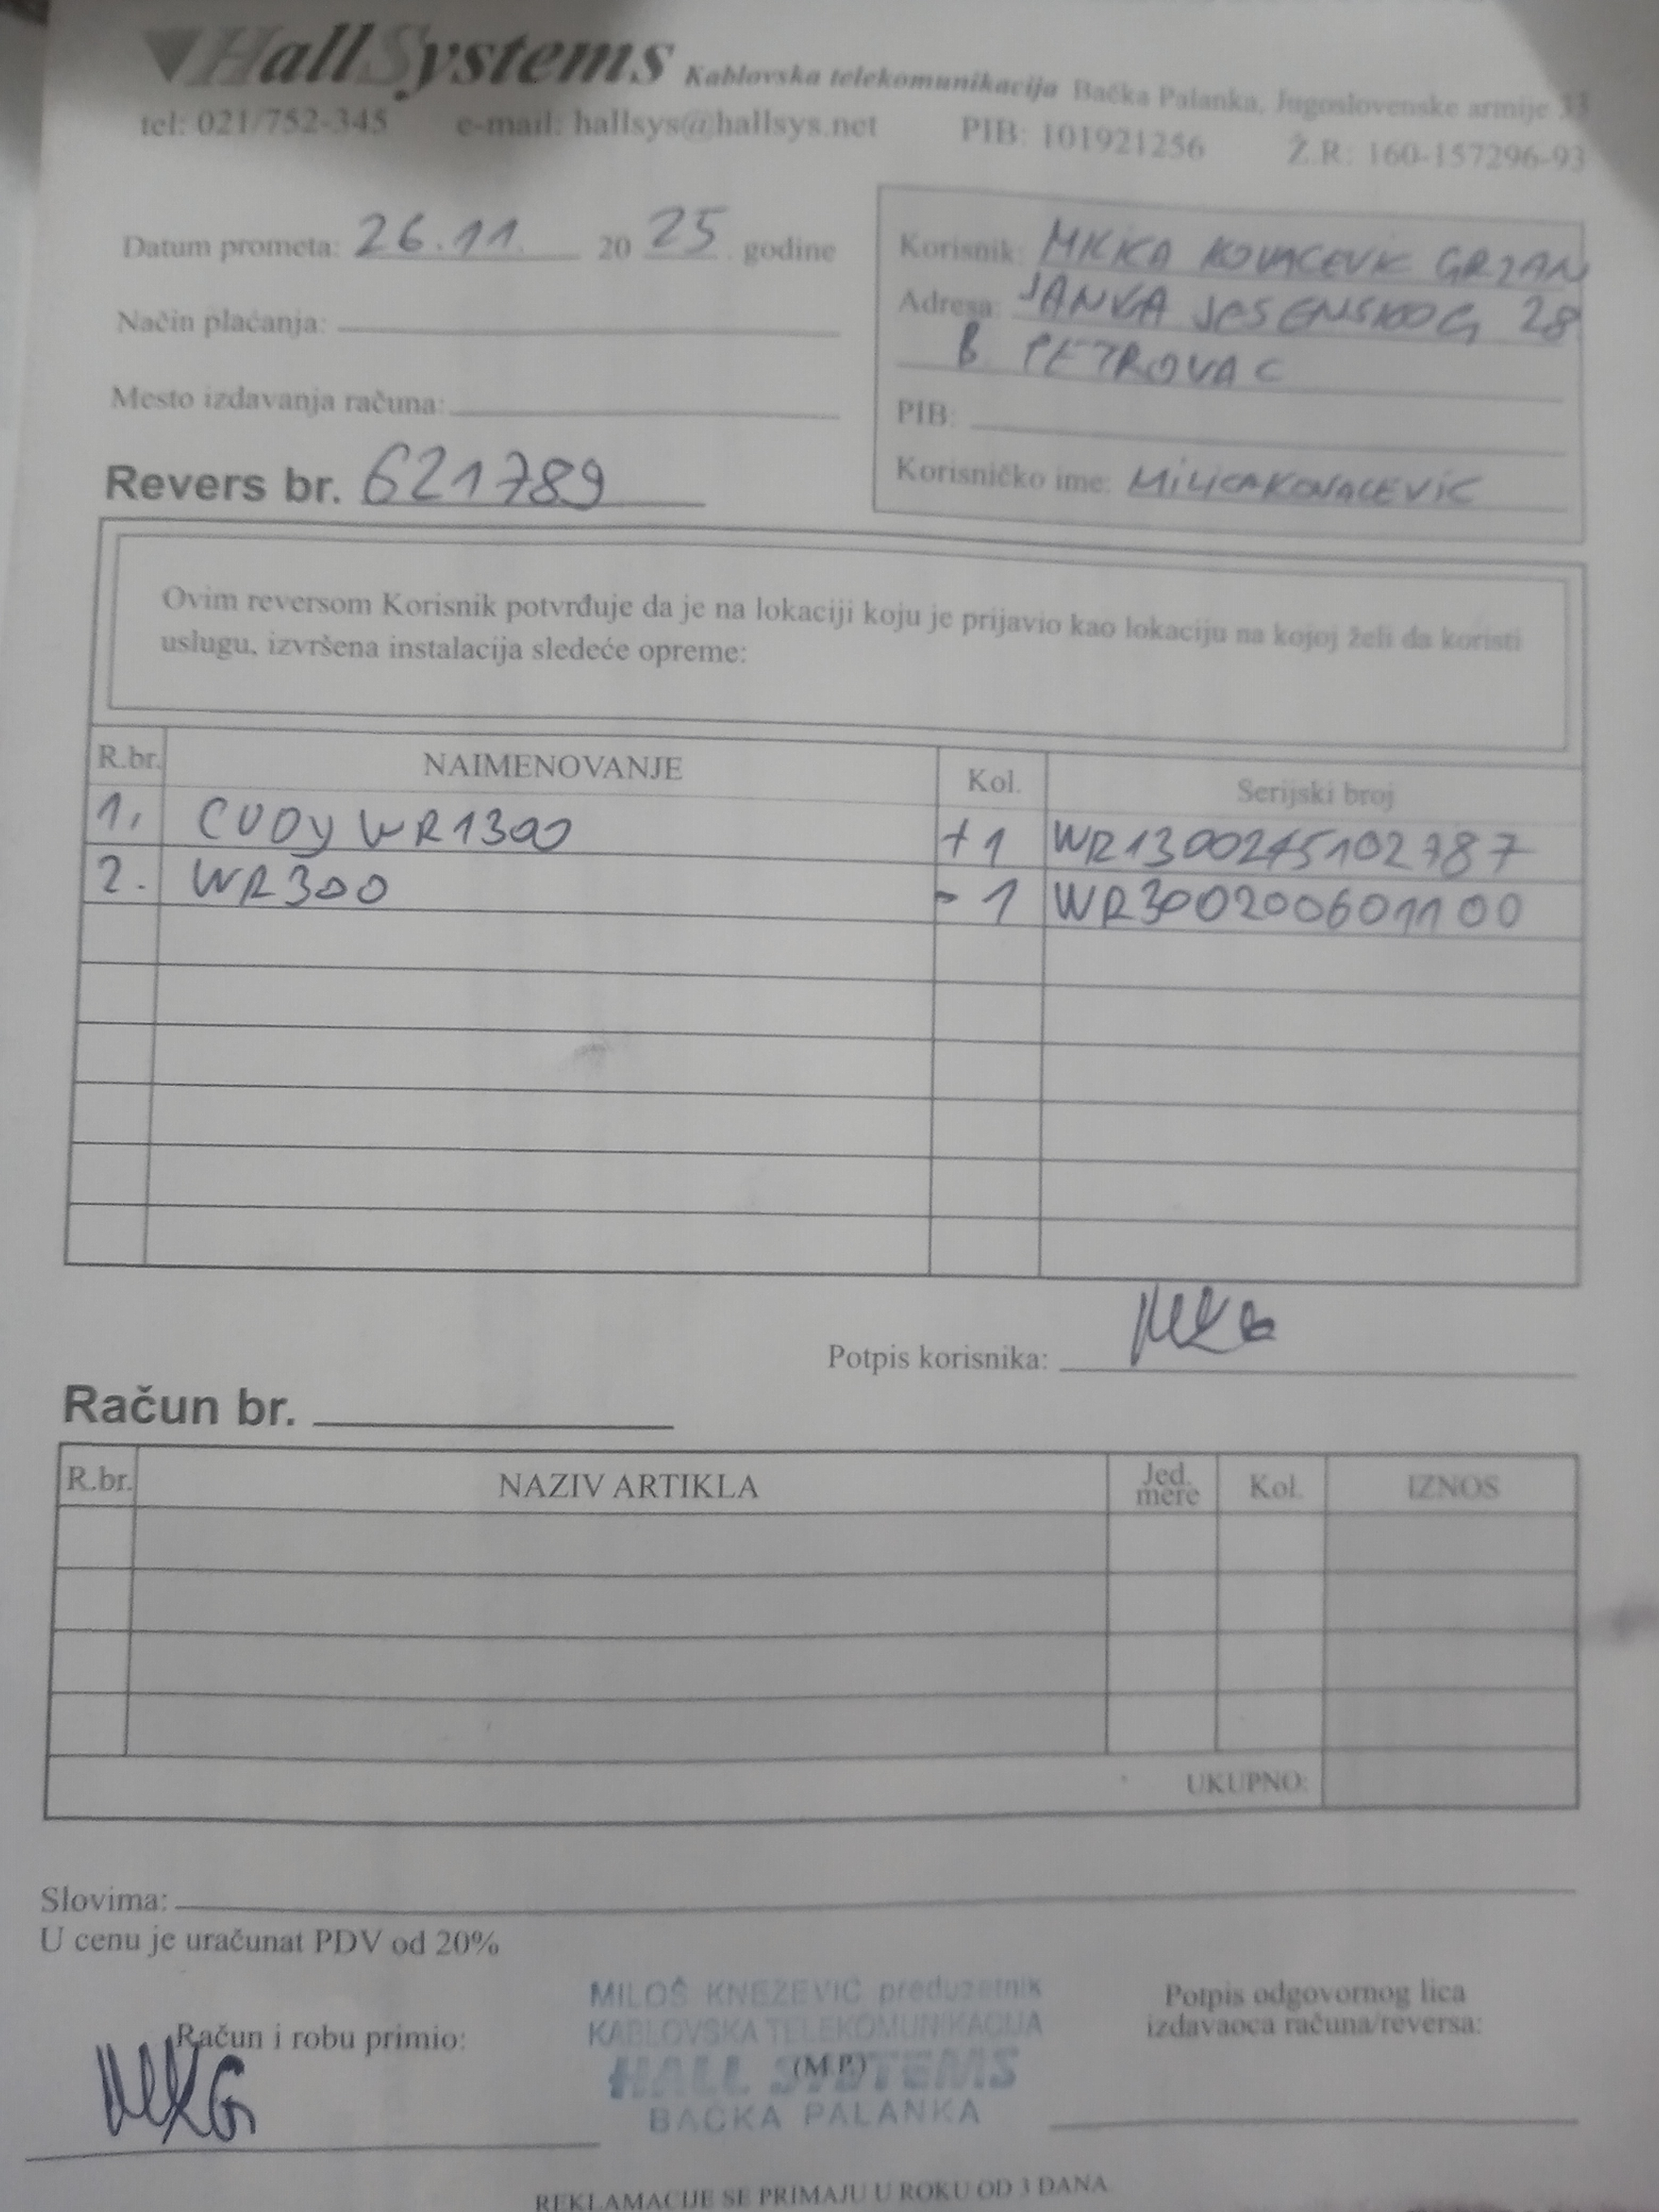 HallSystems Kablovska telekomunikacija Bačka Palanka, Jugoslovenske armije 33
tel: 021/752-345 e-mail: hallsys@hallsys.net PIB: 101921256 Ž.R: 160-157296-93
Datum prometa: 26.11. 2025 godine
Način plaćanja:
Mesto izdavanja računa:
Revers br. 621789
Korisnik: MILICA KOVACEVIC GRZAN
Adresa: JANKA JESENSKOG 28
B PETROVAC
PIB:
Korisničko ime: MILICAKOVACEVIC
Ovim reversom Korisnik potvrđuje da je na lokaciji koju je prijavio kao lokaciju na kojoj želi da koristi
uslugu, izvršena instalacija sledeće opreme:
R.br. NAIMENOVANJE Kol. Serijski broj
1, CUDY WR1300 +1 WR1300245102787
2. WR300 -1 WR300200601100
Potpis korisnika:
Račun br.
R.br. NAZIV ARTIKLA Jed. mere Kol. IZNOS
UKUPNO:
Slovima:
U cenu je uračunat PDV od 20%
Račun i robu primio:
MILOŠ KNEŽEVIĆ preduzetnik
KABLOVSKA TELEKOMUNIKACIJA
HALL SYSTEMS
(M.P.)
BAČKA PALANKA
Potpis odgovornog lica
izdavaoca računa/reversa:
REKLAMACIJE SE PRIMAJU U ROKU OD 3 DANA